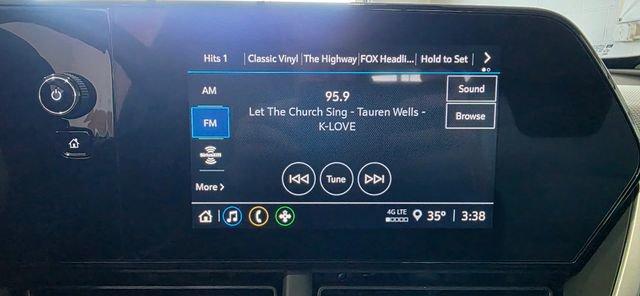 Hits 1 | Classic Vinyl | The Highway | FOX Headli... | Hold to Set
AM
95.9
Sound
FM
Let The Church Sing - Tauren Wells -
K-LOVE
Browse
SiriusXM
More >
Tune
4G LTE
35° | 3:38